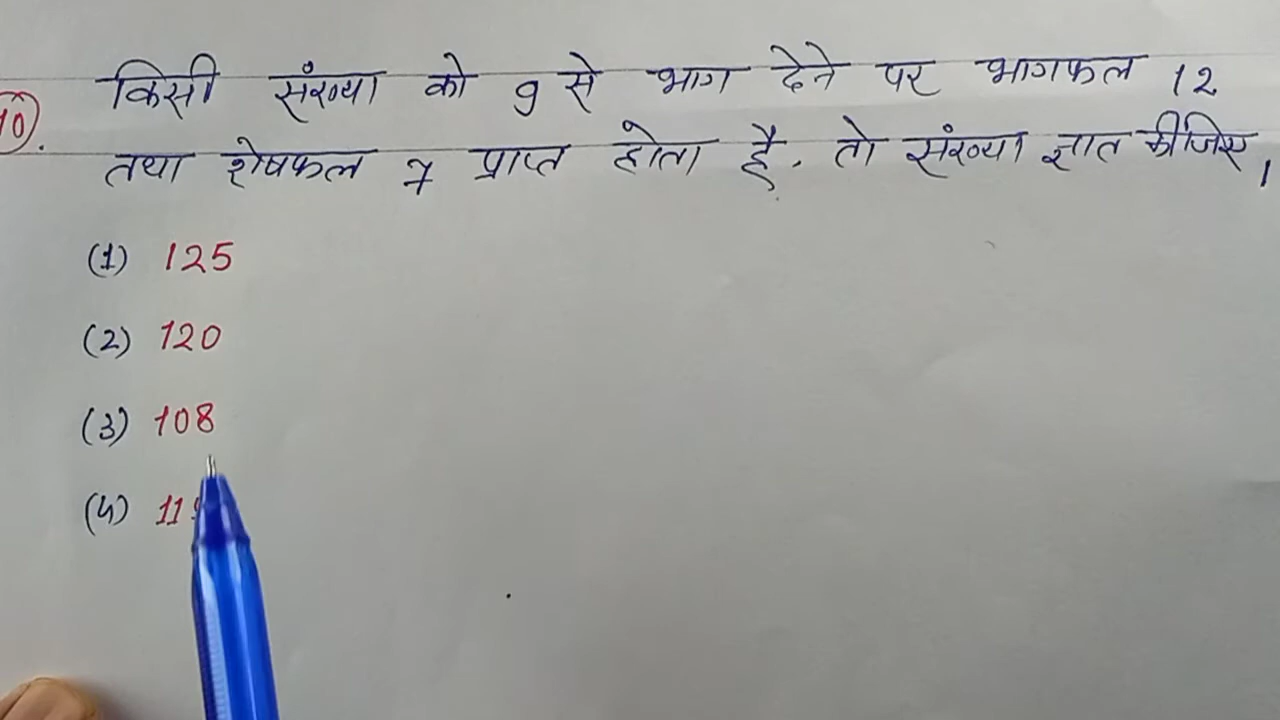 10.
किसी संख्या को 9 से भाग देने पर भागफल 12
तथा शेषफल 7 प्राप्त होता है. तो संख्या ज्ञात कीजिए।
(1) 125
(2) 120
(3) 108
(4)